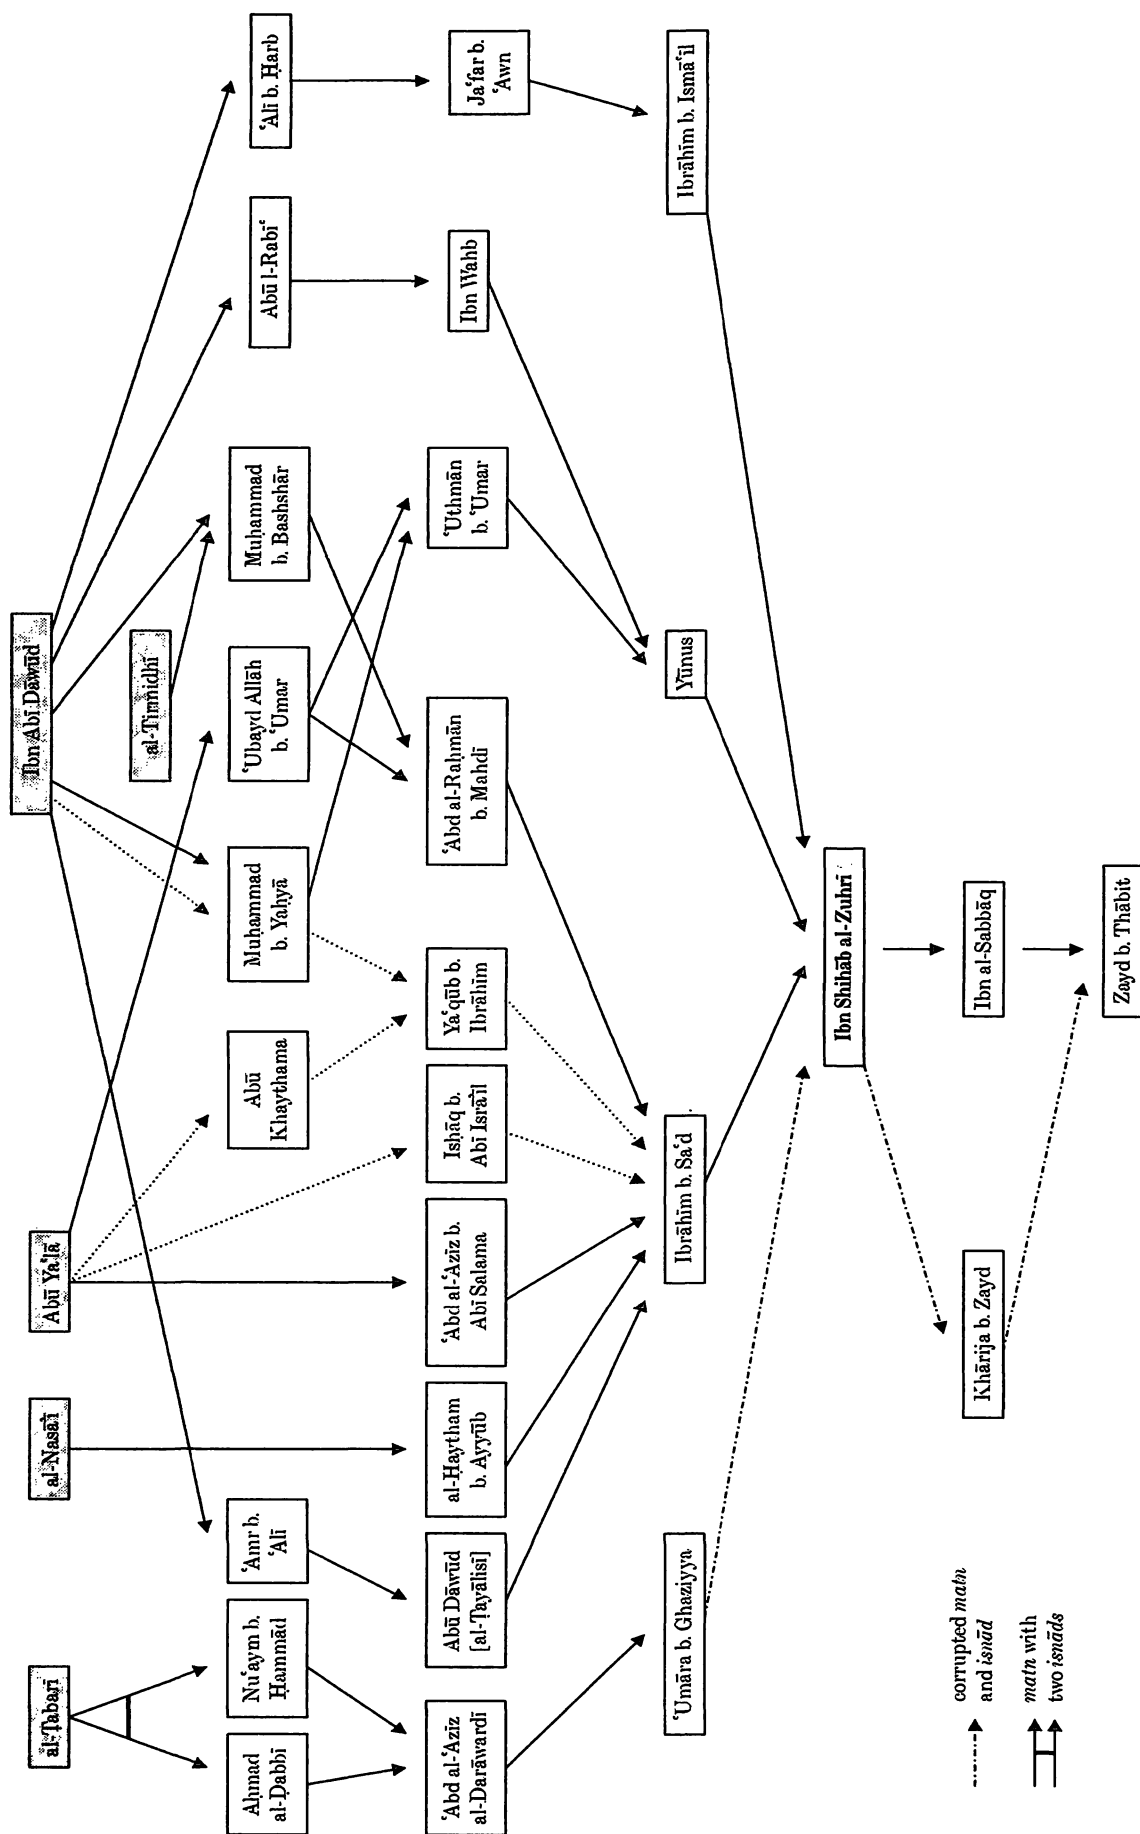 Ibn Abī Dāwūd
al-Tirmidhī
Abū Yaʿlā
al-Nasāʾī
al-Ṭabarī
ʿAlī b. Ḥarb
Abū l-Rabīʿ
Muḥammad
b. Bashshār
ʿUbayd Allāh
b. ʿUmar
Muḥammad
b. Yaḥyā
Abū
Khaythama
ʿAmr b.
ʿAlī
Nuʿaym b.
Ḥammād
Aḥmad
al-Ḍabbī
Jaʿfar b.
ʿAwn
Ibn Wahb
ʿUthmān
b. ʿUmar
ʿAbd al-Raḥmān
b. Mahdī
Yaʿqūb b.
Ibrāhīm
Isḥāq b.
Abī Isrāʾīl
ʿAbd al-ʿAzīz b.
Abī Salama
al-Haytham
b. Ayyūb
Abū Dāwūd
[al-Ṭayālisī]
ʿAbd al-ʿAzīz
al-Darāwardī
Ibrāhīm b. Ismāʿīl
Yūnus
Ibrāhīm b. Saʿd
ʿUmāra b. Ghaziyya
Ibn Shihāb al-Zuhrī
Ibn al-Sabbāq
Khārija b. Zayd
Zayd b. Thābit
corrupted matn
and isnād
matn with
two isnāds